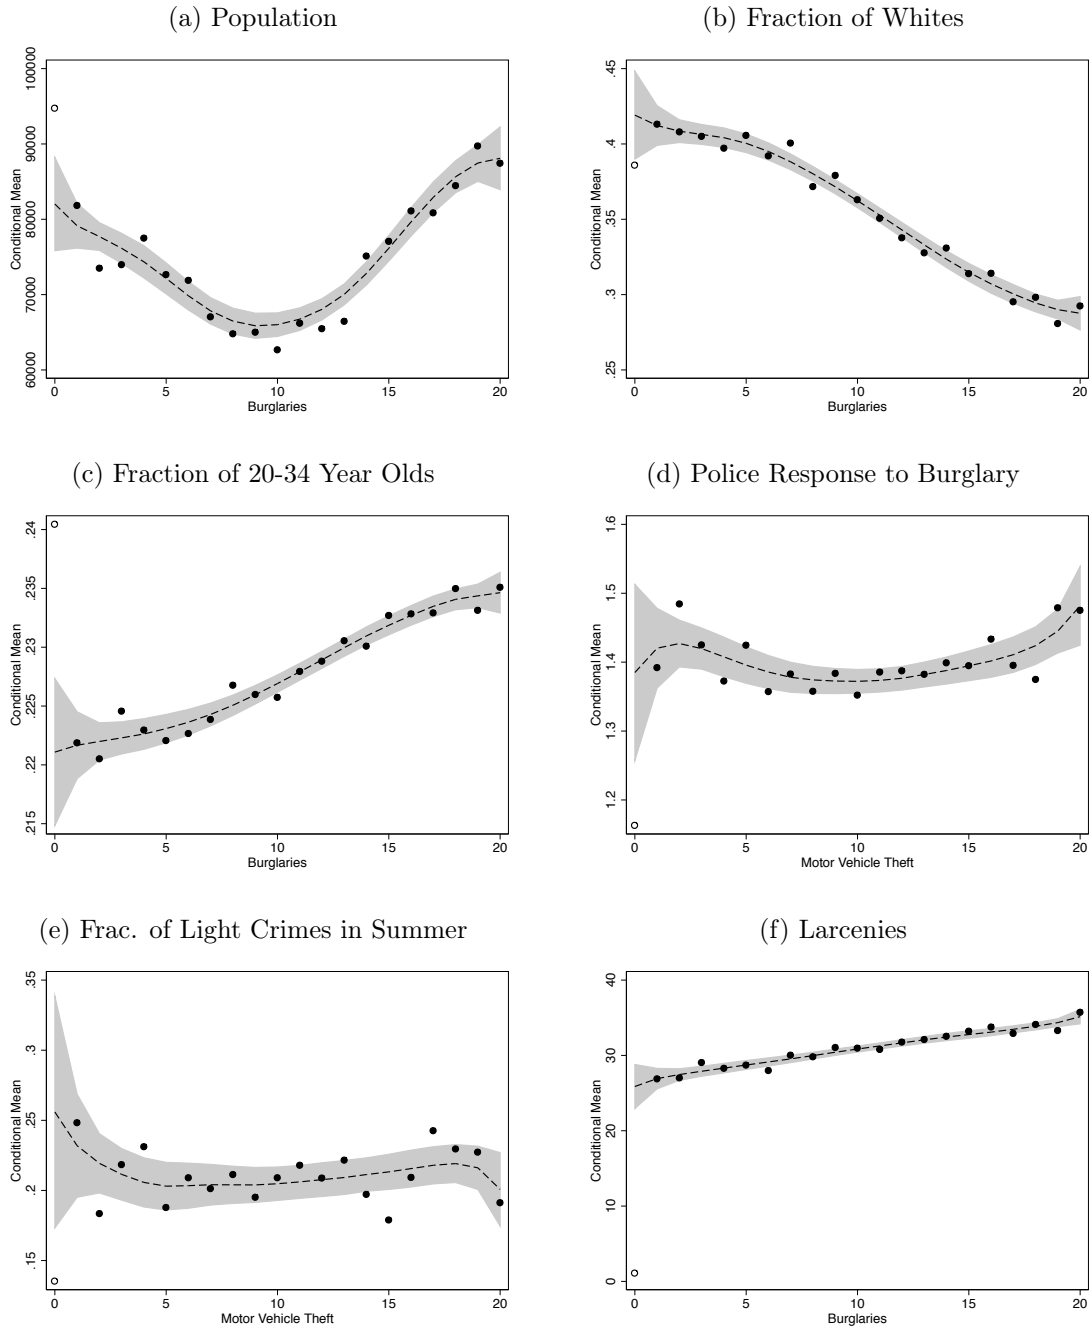 (a) Population
(b) Fraction of Whites
Conditional Mean
60000 70000 80000 90000 100000
0 5 10 15 20
Burglaries
Conditional Mean
.25 .3 .35 .4 .45
0 5 10 15 20
Burglaries
(c) Fraction of 20-34 Year Olds
(d) Police Response to Burglary
Conditional Mean
.215 .22 .225 .23 .235 .24
0 5 10 15 20
Burglaries
Conditional Mean
1.2 1.3 1.4 1.5 1.6
0 5 10 15 20
Motor Vehicle Theft
(e) Frac. of Light Crimes in Summer
(f) Larcenies
Conditional Mean
.15 .2 .25 .3 .35
0 5 10 15 20
Motor Vehicle Theft
Conditional Mean
0 10 20 30 40
0 5 10 15 20
Burglaries